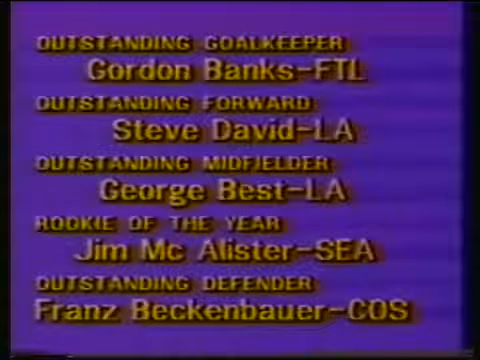 OUTSTANDING GOALKEEPER
Gordon Banks-FTL
OUTSTANDING FORWARD
Steve David-LA
OUTSTANDING MIDFIELDER
George Best-LA
ROOKIE OF THE YEAR
Jim Mc Alister-SEA
OUTSTANDING DEFENDER
Franz Beckenbauer-COS